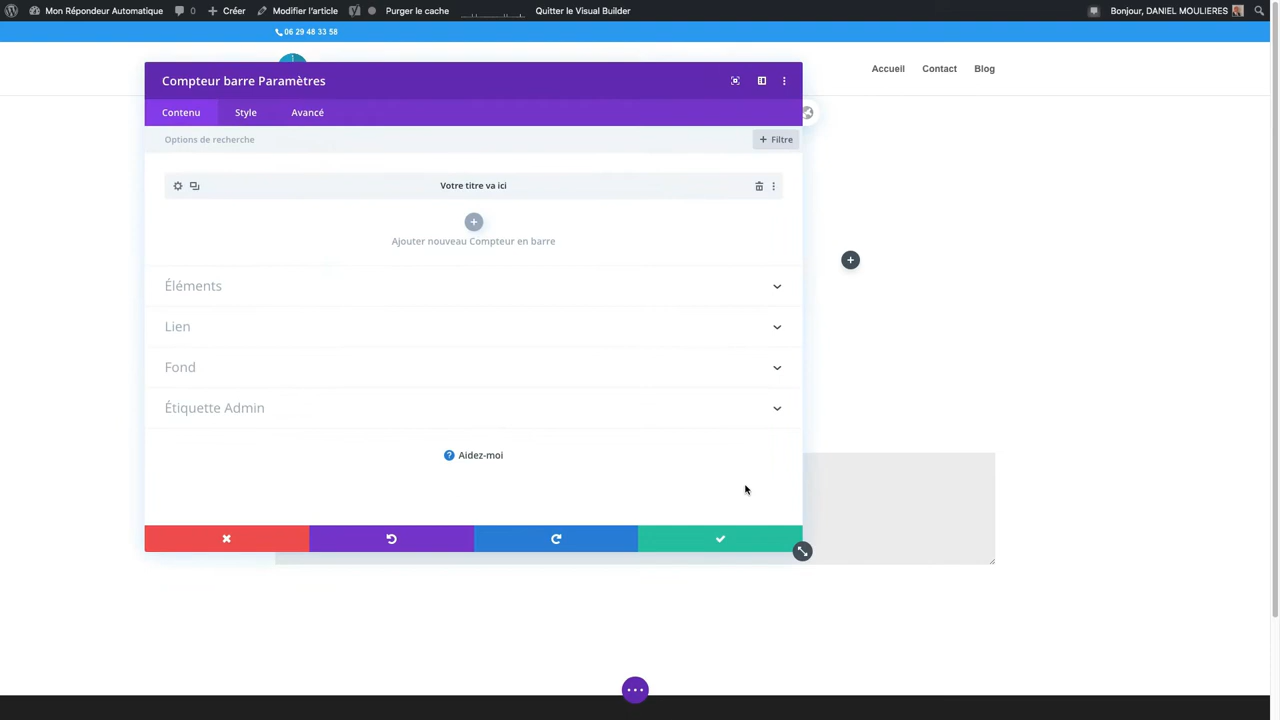 Mon Répondeur Automatique 0 Créer Modifier l'article Purger le cache Quitter le Visual Builder Bonjour, DANIEL MOULIERES
06 29 48 33 58
Accueil Contact Blog
Compteur barre Paramètres
Contenu Style Avancé
Options de recherche + Filtre
Votre titre va ici
Ajouter nouveau Compteur en barre
Éléments
Lien
Fond
Étiquette Admin
? Aidez-moi